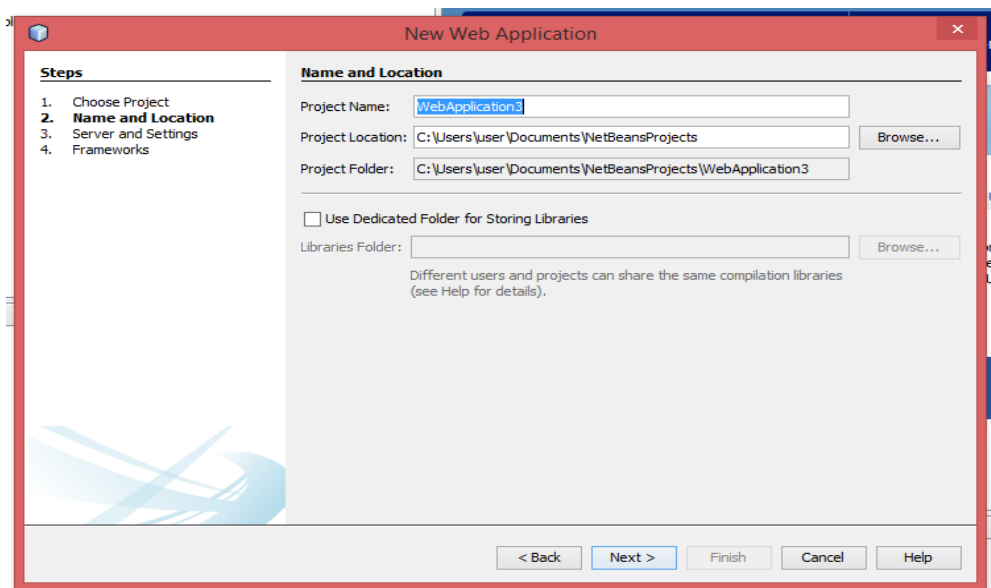 New Web Application
Steps
1. Choose Project
2. Name and Location
3. Server and Settings
4. Frameworks
Name and Location
Project Name: WebApplication3
Project Location: C:\Users\user\Documents\NetBeansProjects Browse...
Project Folder: C:\Users\user\Documents\NetBeansProjects\WebApplication3
Use Dedicated Folder for Storing Libraries
Libraries Folder: Browse...
Different users and projects can share the same compilation libraries
(see Help for details).
< Back Next > Finish Cancel Help